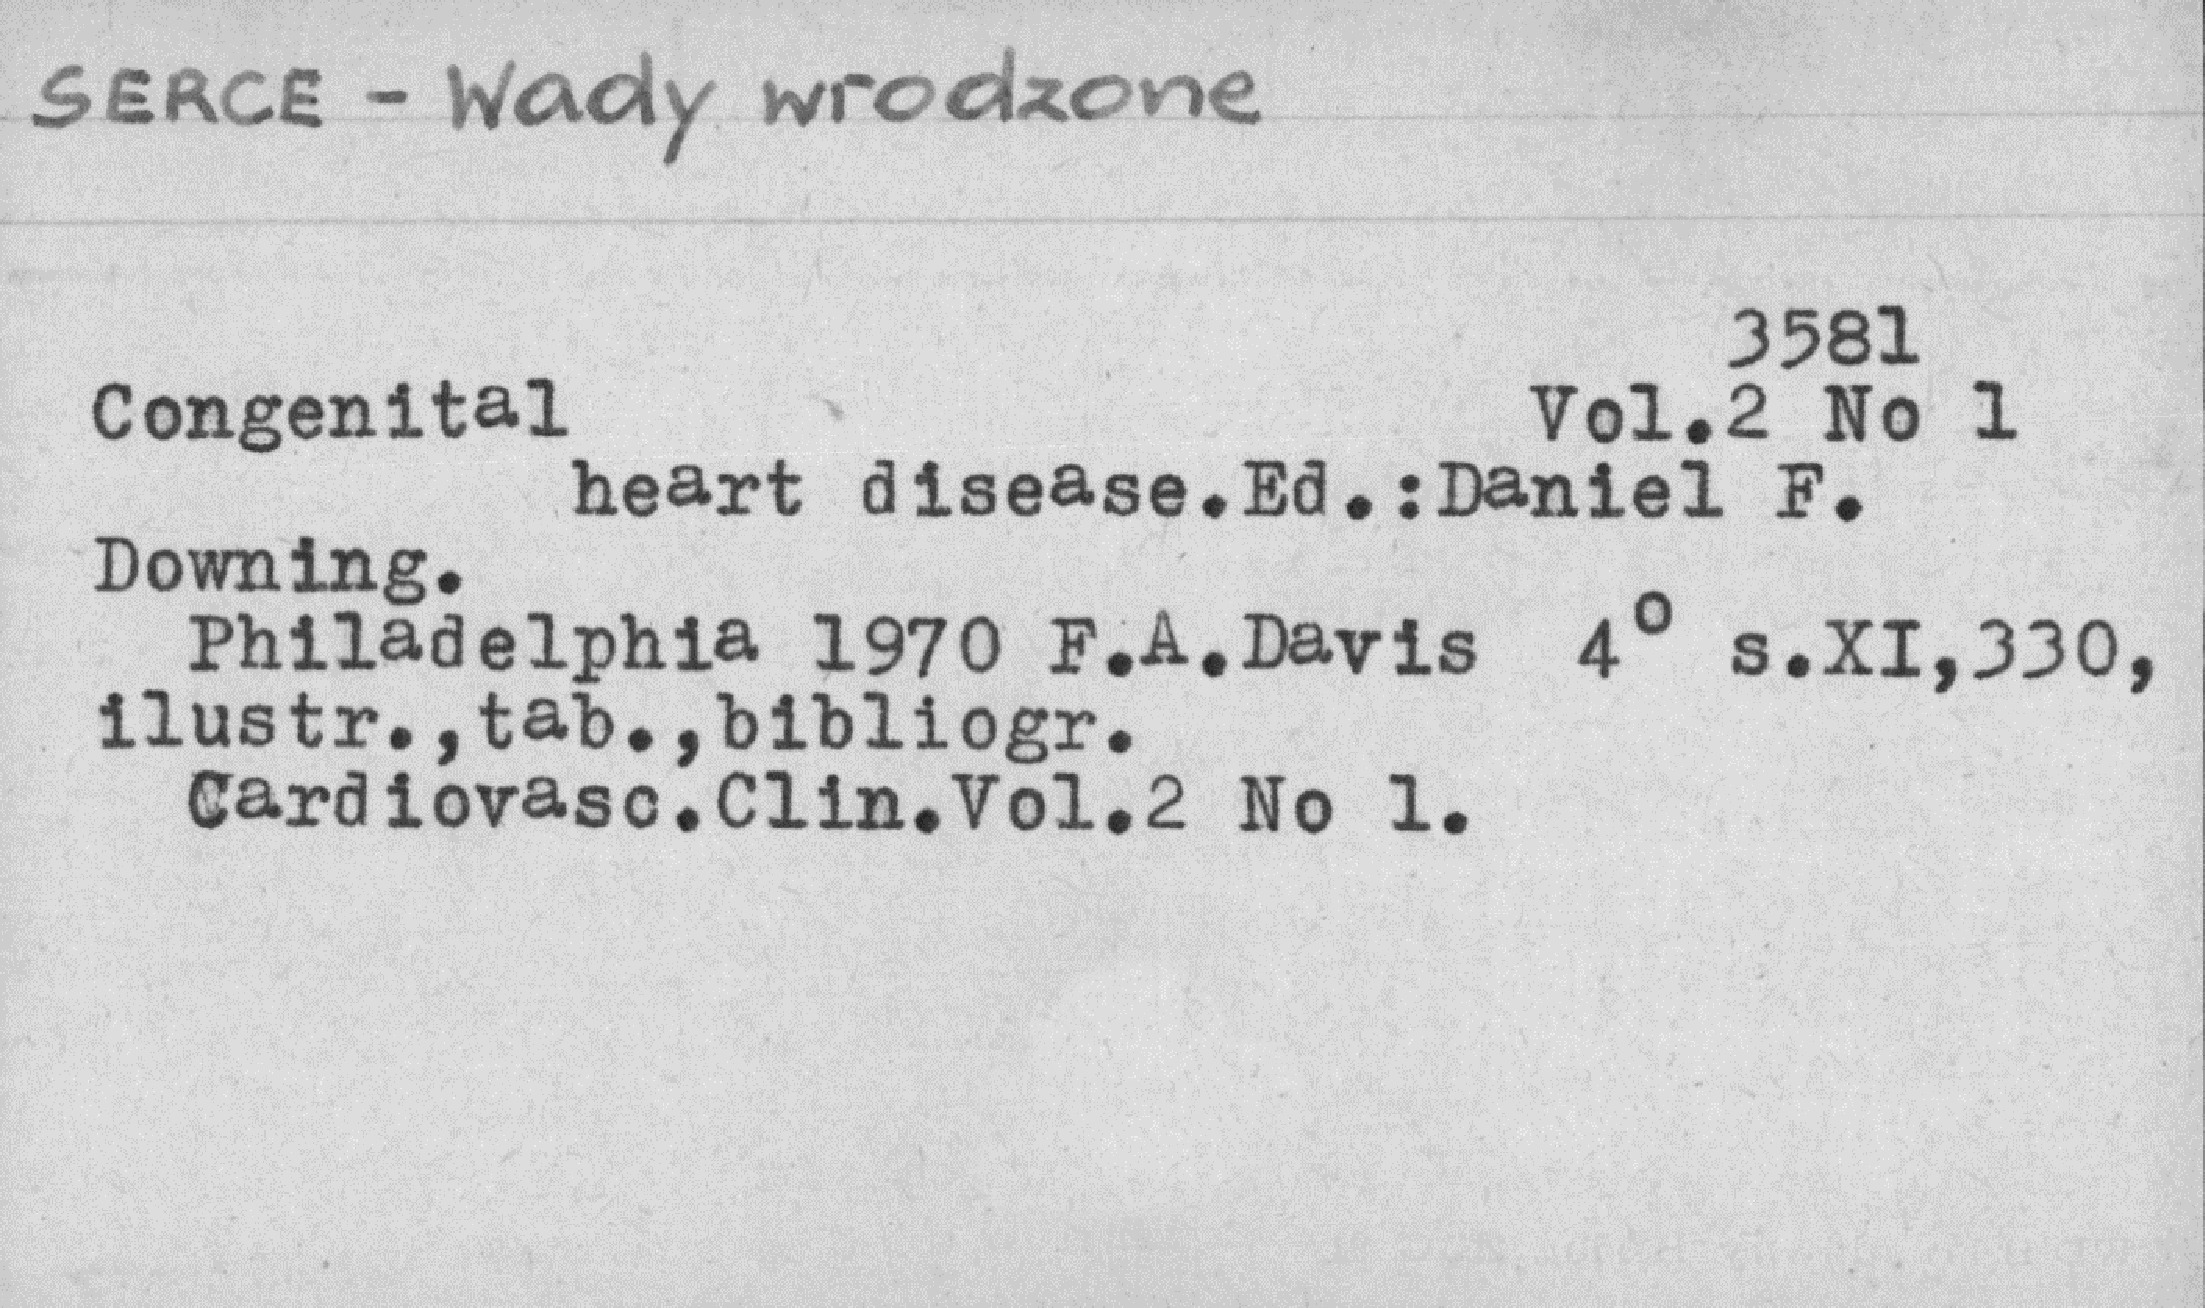 SERCE - Wady wrodzone
3581
Congenital Vol.2 No 1
heart disease.Ed.:Daniel F.
Downing.
Philadelphia 1970 F.A.Davis 4° s.XI,330,
ilustr.,tab.,bibliogr.
Cardiovasc.Clin.Vol.2 No 1.